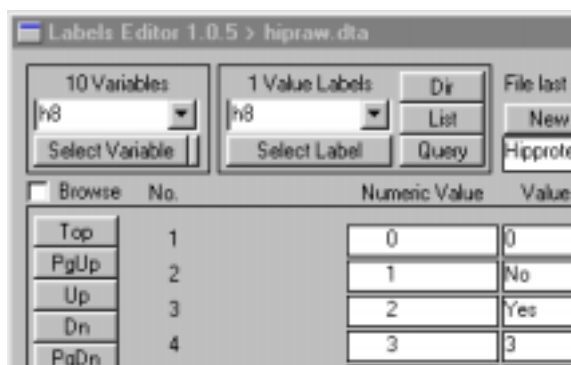 Labels Editor 1.0.5 > hipraw.dta
10 Variables
h8
Select Variable
1 Value Labels
h8
Select Label
Dir
List
Query
File last
New
Hipprote
Browse No. Numeric Value Value
Top 1 0 0
PgUp 2 1 No
Up 3 2 Yes
Dn 4 3 3
PgDn